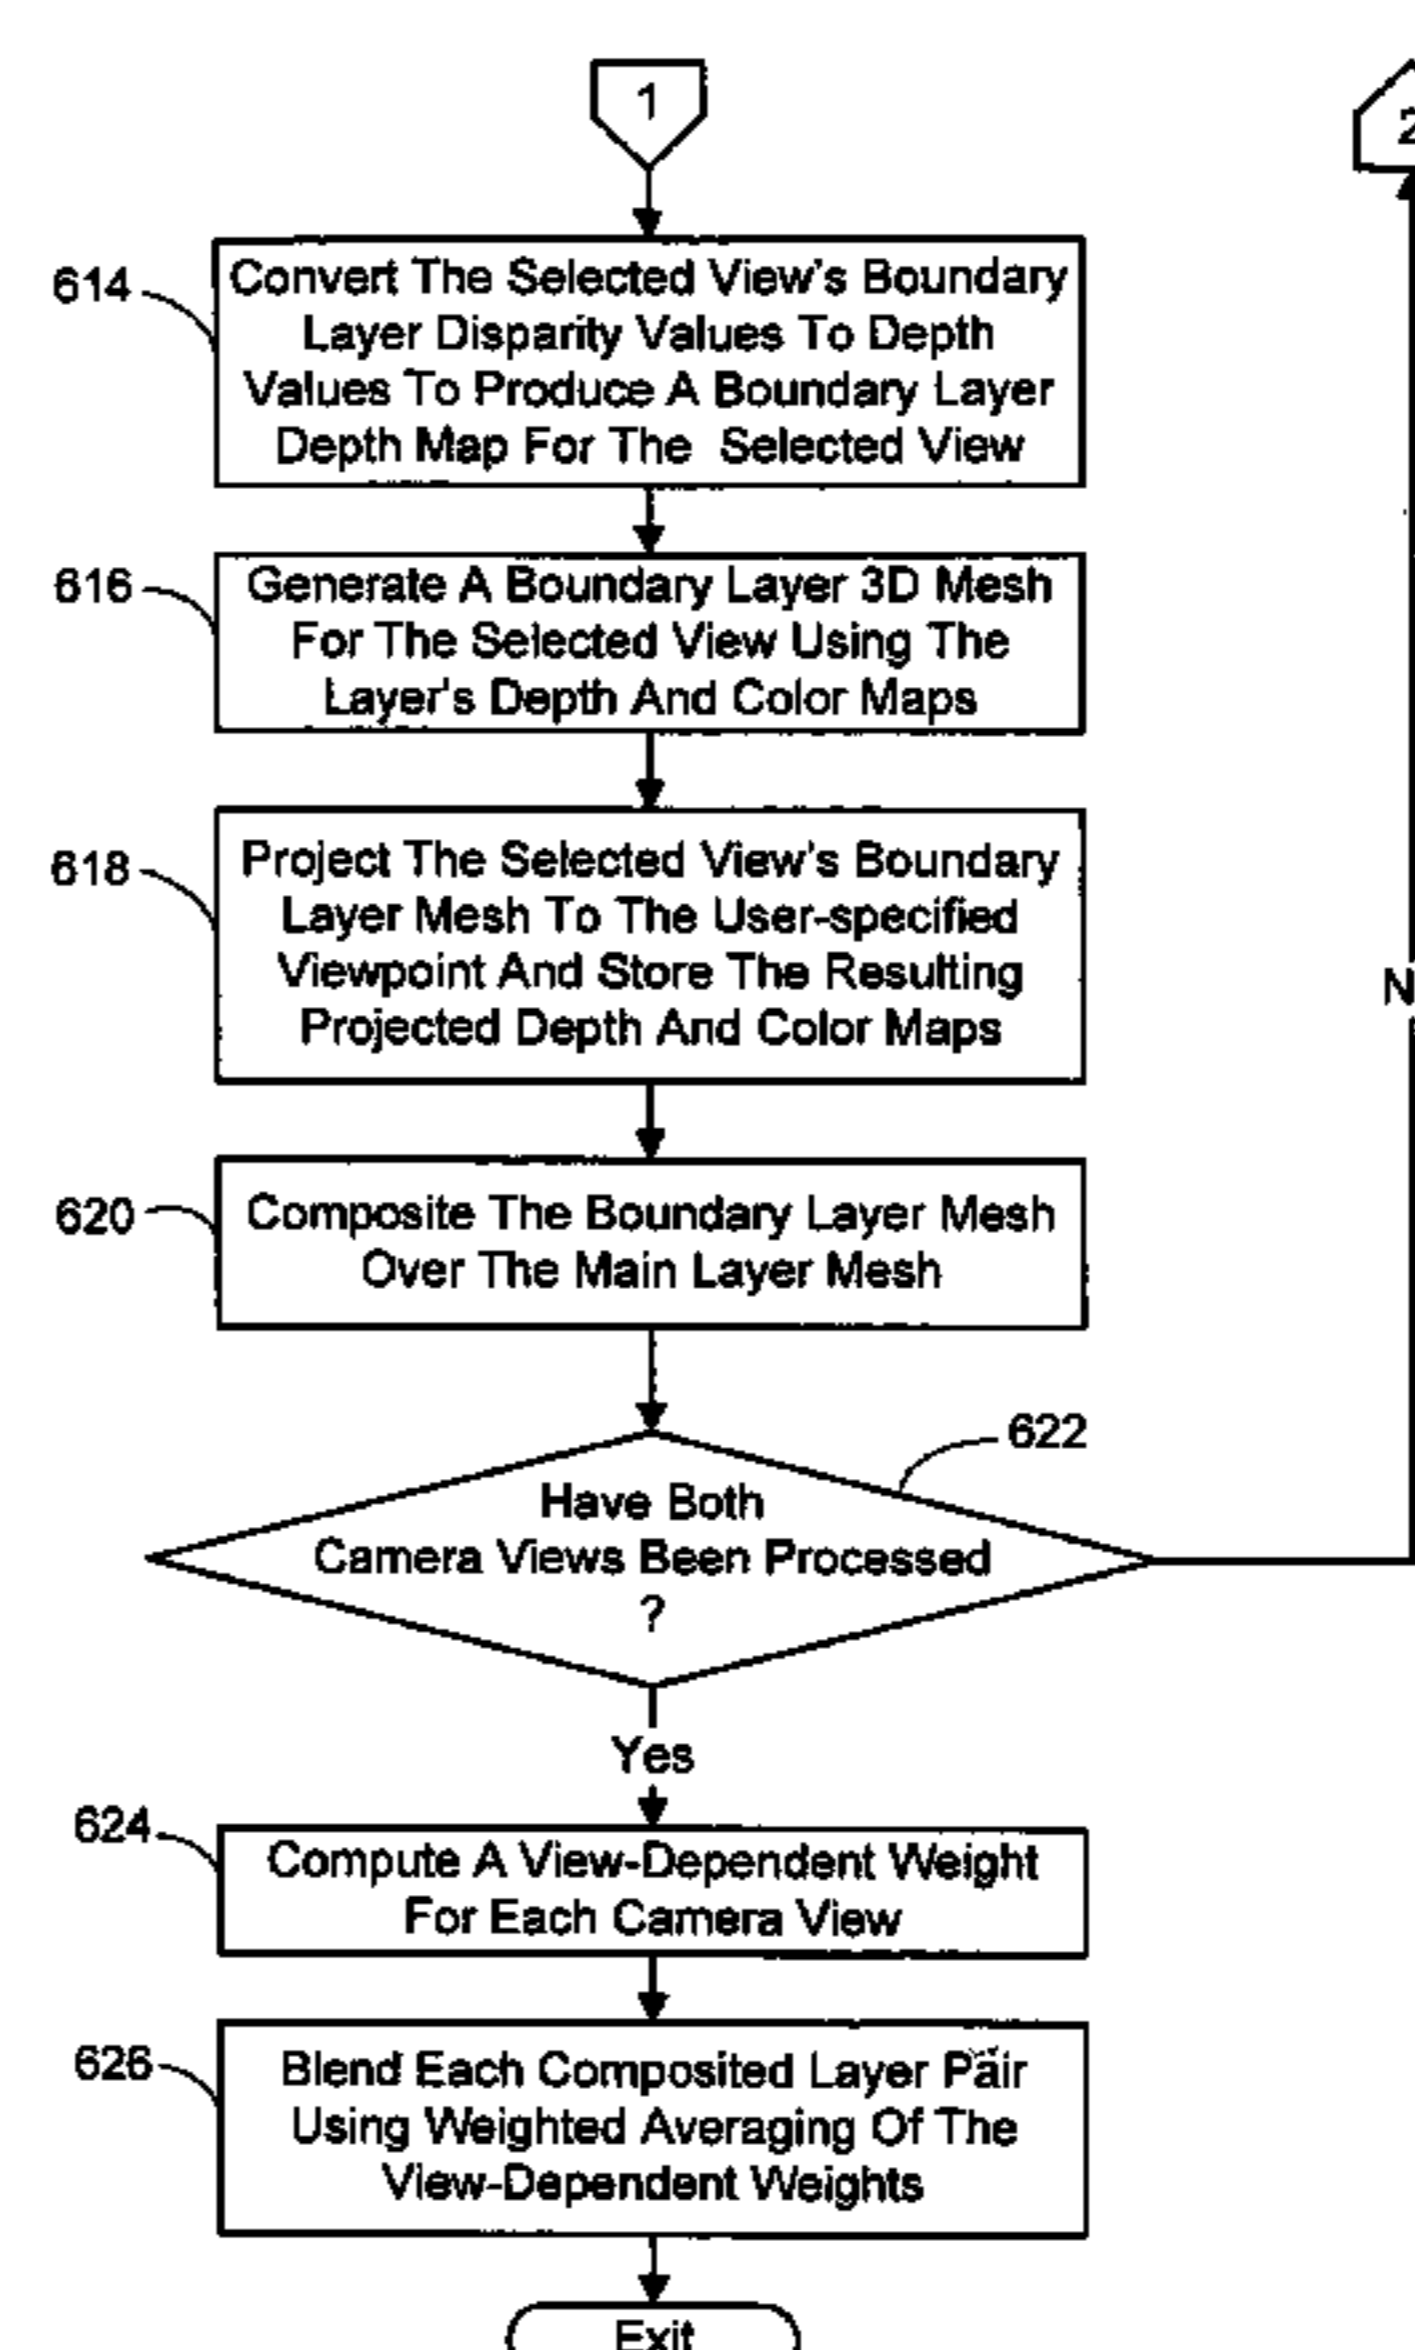 1
2
614
Convert The Selected View's Boundary
Layer Disparity Values To Depth
Values To Produce A Boundary Layer
Depth Map For The Selected View
616
Generate A Boundary Layer 3D Mesh
For The Selected View Using The
Layer's Depth And Color Maps
618
Project The Selected View's Boundary
Layer Mesh To The User-specified
Viewpoint And Store The Resulting
Projected Depth And Color Maps
N
620
Composite The Boundary Layer Mesh
Over The Main Layer Mesh
622
Have Both
Camera Views Been Processed
?
Yes
624
Compute A View-Dependent Weight
For Each Camera View
626
Blend Each Composited Layer Pair
Using Weighted Averaging Of The
View-Dependent Weights
Exit